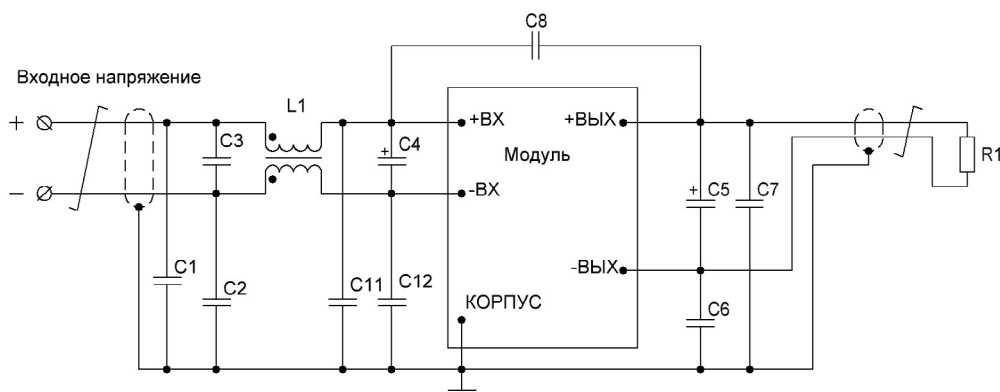 C8
Входное напряжение
L1
+
+ВХ
+ВЫХ
C3
+
C4
Модуль
R1
−
-ВХ
+
C5
C7
-ВЫХ
C1
C2
C11
C12
КОРПУС
C6